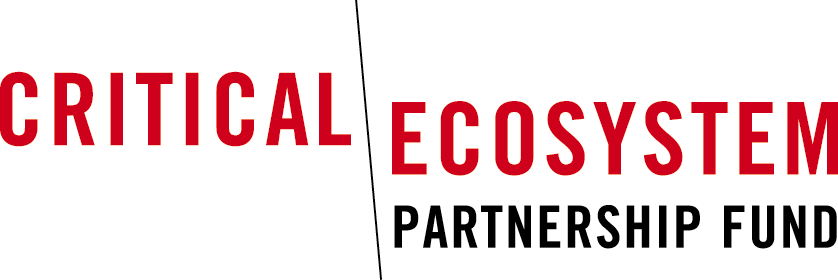 CRITICAL
ECOSYSTEM
PARTNERSHIP FUND